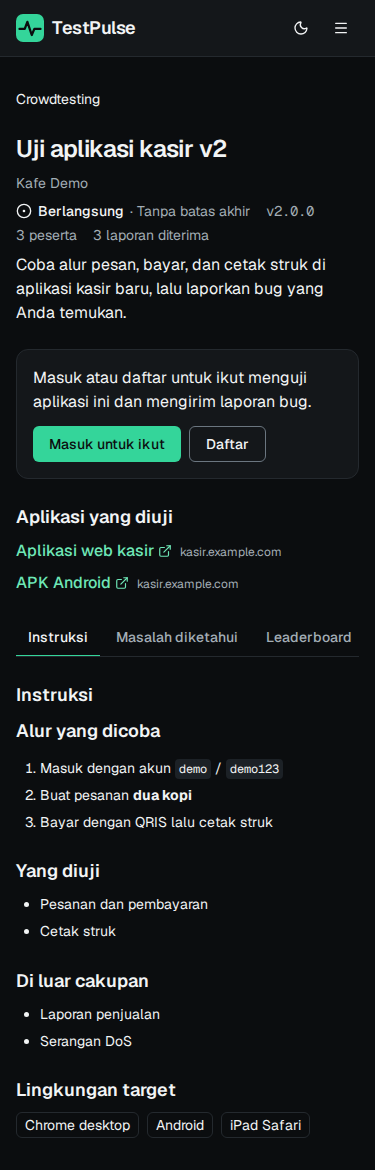 TestPulse
Crowdtesting
Uji aplikasi kasir v2
Kafe Demo
Berlangsung · Tanpa batas akhir v2.0.0
3 peserta 3 laporan diterima
Coba alur pesan, bayar, dan cetak struk di
aplikasi kasir baru, lalu laporkan bug yang
Anda temukan.
Masuk atau daftar untuk ikut menguji
aplikasi ini dan mengirim laporan bug.
Masuk untuk ikut Daftar
Aplikasi yang diuji
Aplikasi web kasir kasir.example.com
APK Android kasir.example.com
Instruksi Masalah diketahui Leaderboard
Instruksi
Alur yang dicoba
1. Masuk dengan akun demo / demo123
2. Buat pesanan dua kopi
3. Bayar dengan QRIS lalu cetak struk
Yang diuji
• Pesanan dan pembayaran
• Cetak struk
Di luar cakupan
• Laporan penjualan
• Serangan DoS
Lingkungan target
Chrome desktop Android iPad Safari